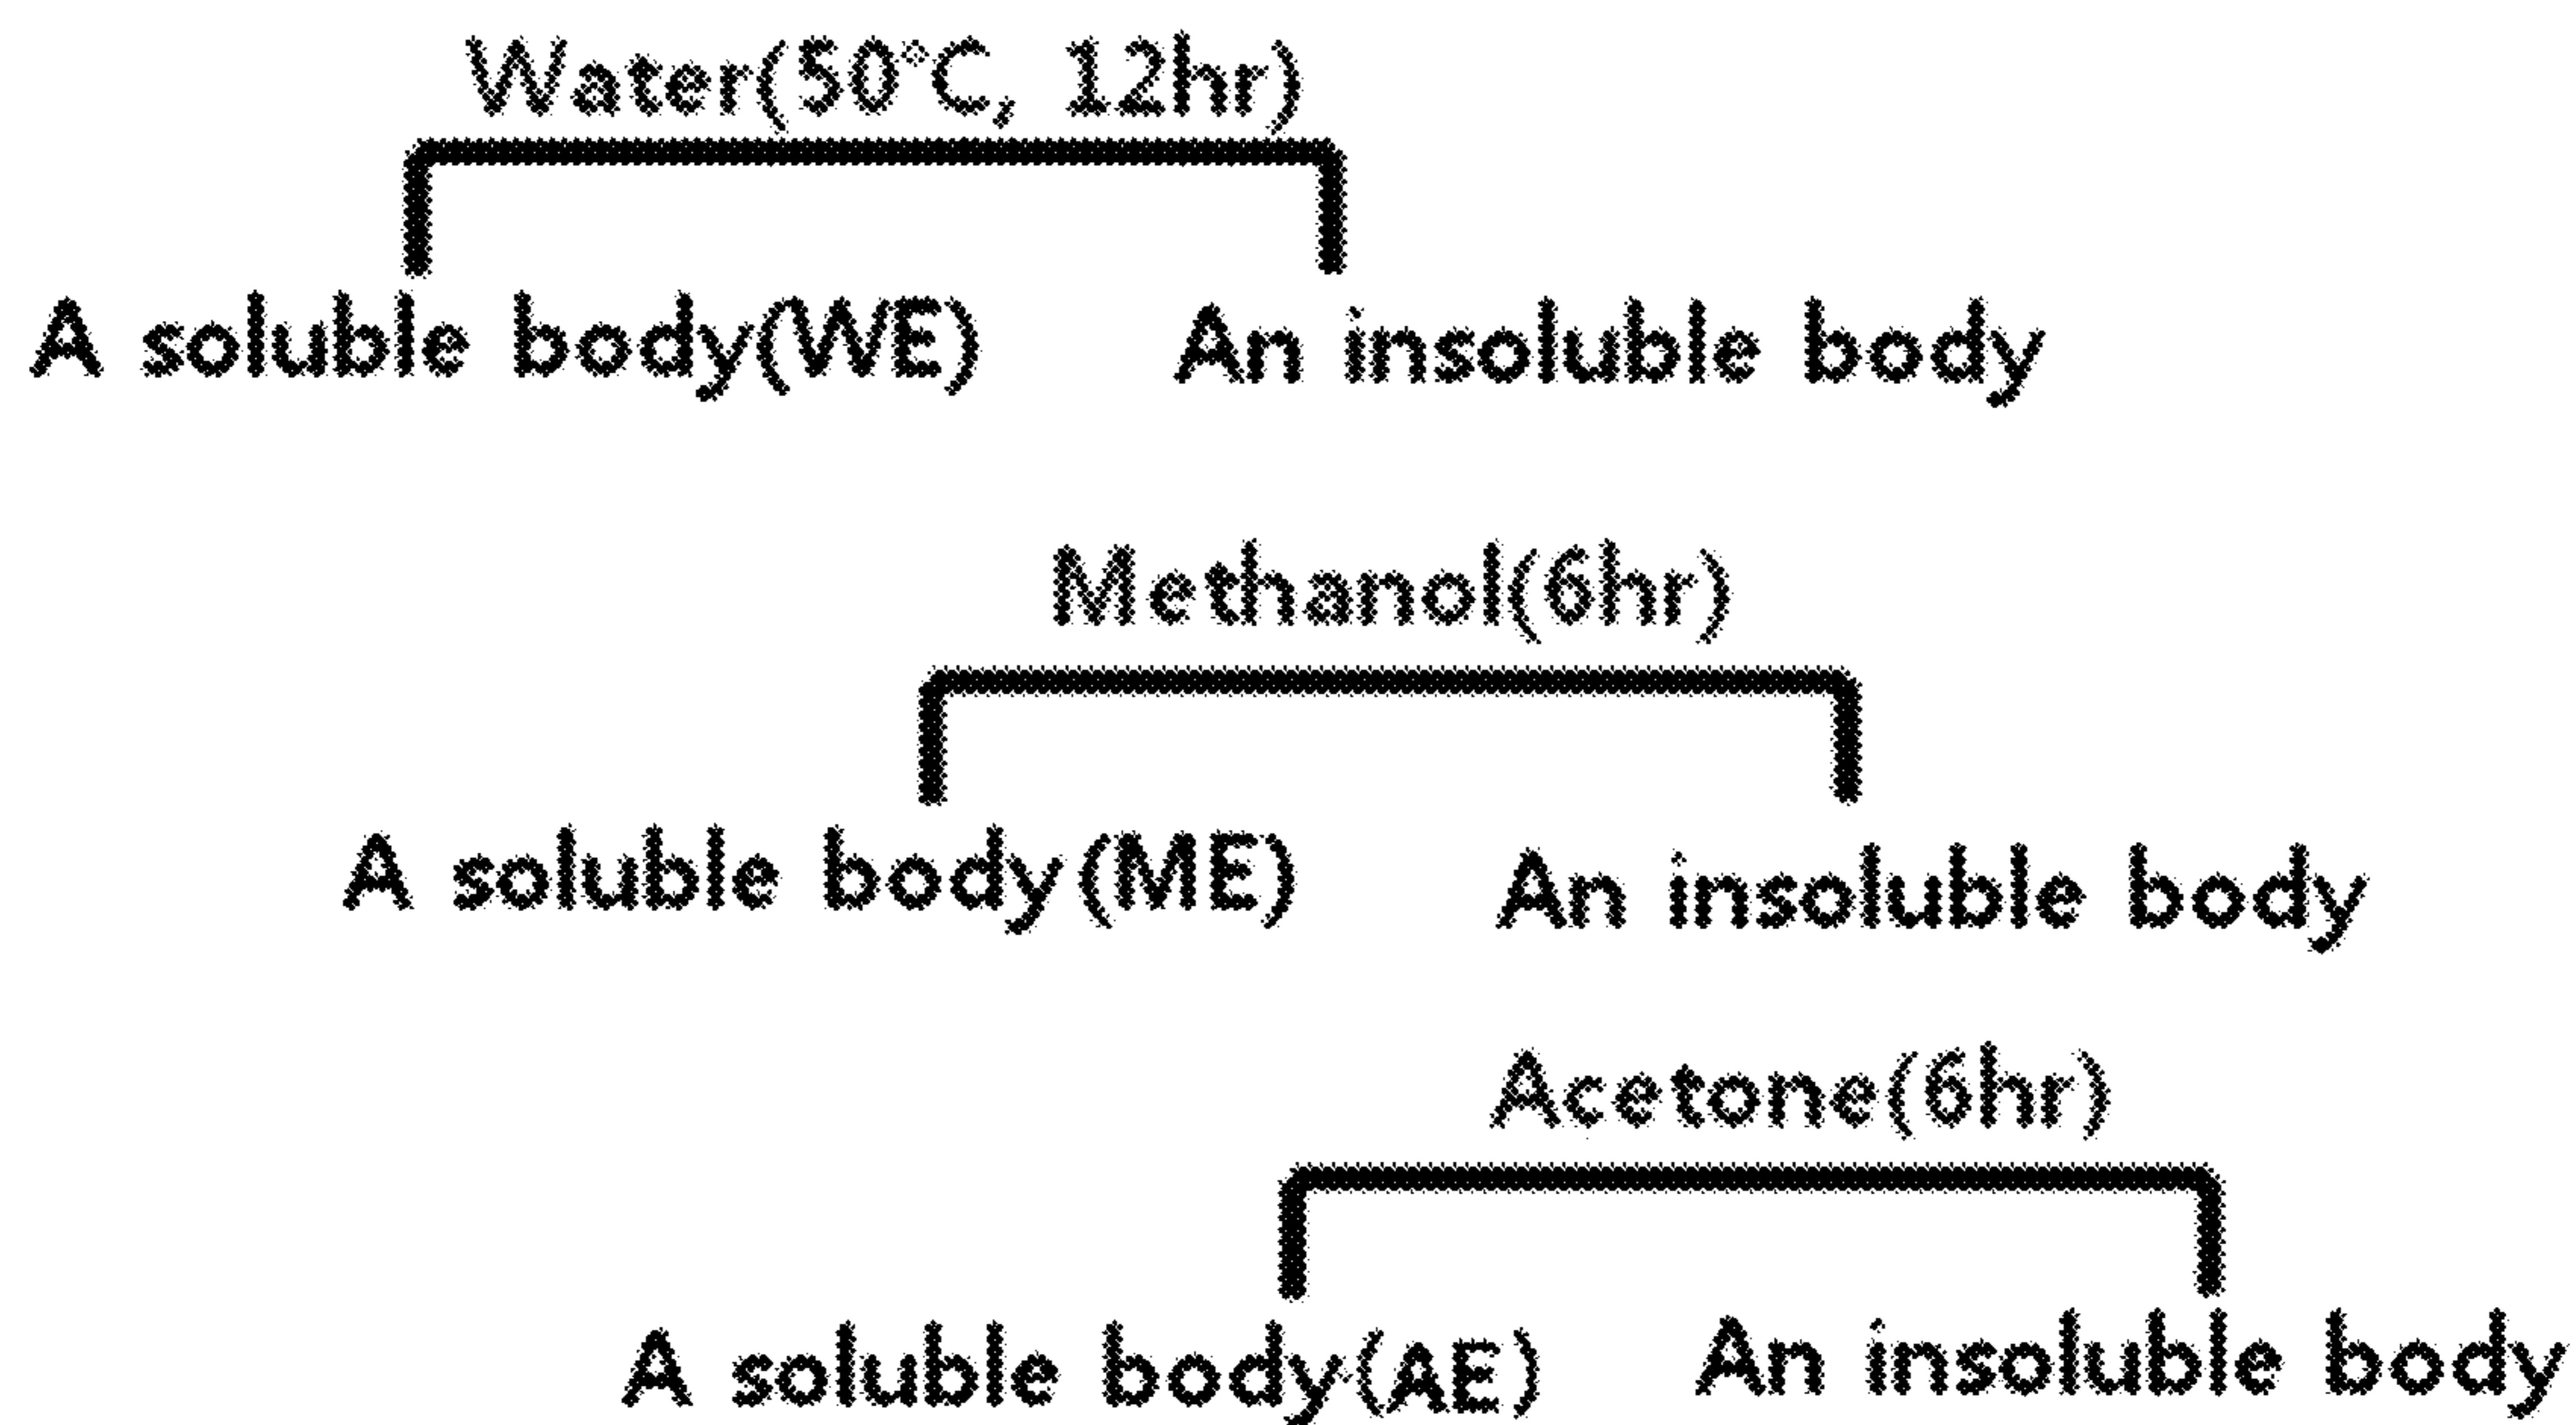 Water(50°C, 12hr)
A soluble body(WE) An insoluble body
Methanol(6hr)
A soluble body(ME) An insoluble body
Acetone(6hr)
A soluble body(AE) An insoluble body